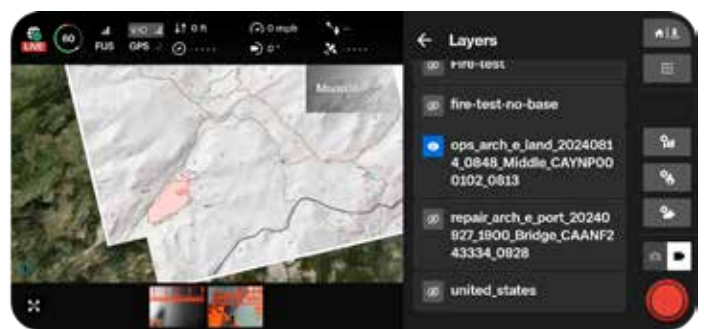 LIVE
60
FUS
VIO
GPS
0 ft
0 mph
0°
Layers
Fire-test
fire-test-no-base
ops_arch_e_land_2024081
4_0848_Middle_CAYNP00
0102_0813
repair_arch_e_port_20240
927_1900_Bridge_CAANF2
43334_0928
united_states